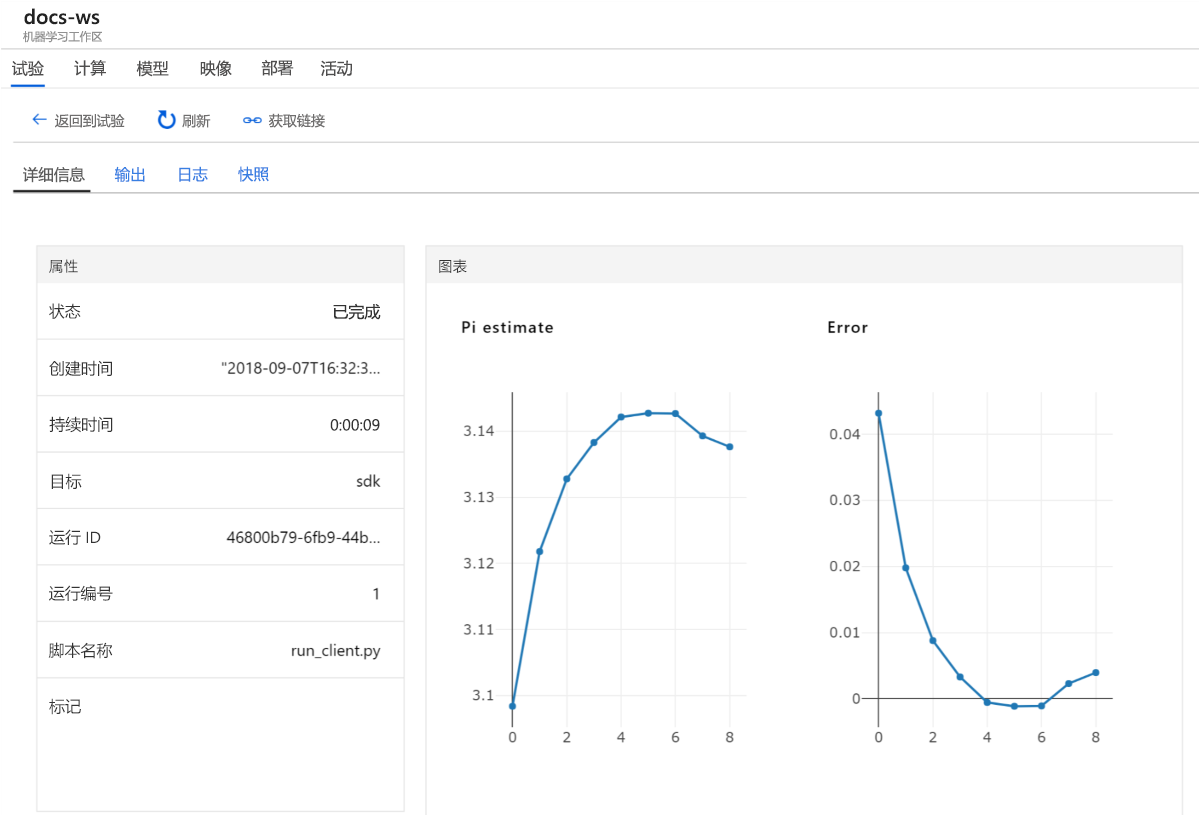 docs-ws
机器学习工作区
试验 计算 模型 映像 部署 活动
返回到试验 刷新 获取链接
详细信息 输出 日志 快照
属性
状态 已完成
创建时间 "2018-09-07T16:32:3...
持续时间 0:00:09
目标 sdk
运行 ID 46800b79-6fb9-44b...
运行编号 1
脚本名称 run_client.py
标记
图表
Pi estimate
3.14
3.13
3.12
3.11
3.1
0 2 4 6 8
Error
0.04
0.03
0.02
0.01
0
0 2 4 6 8